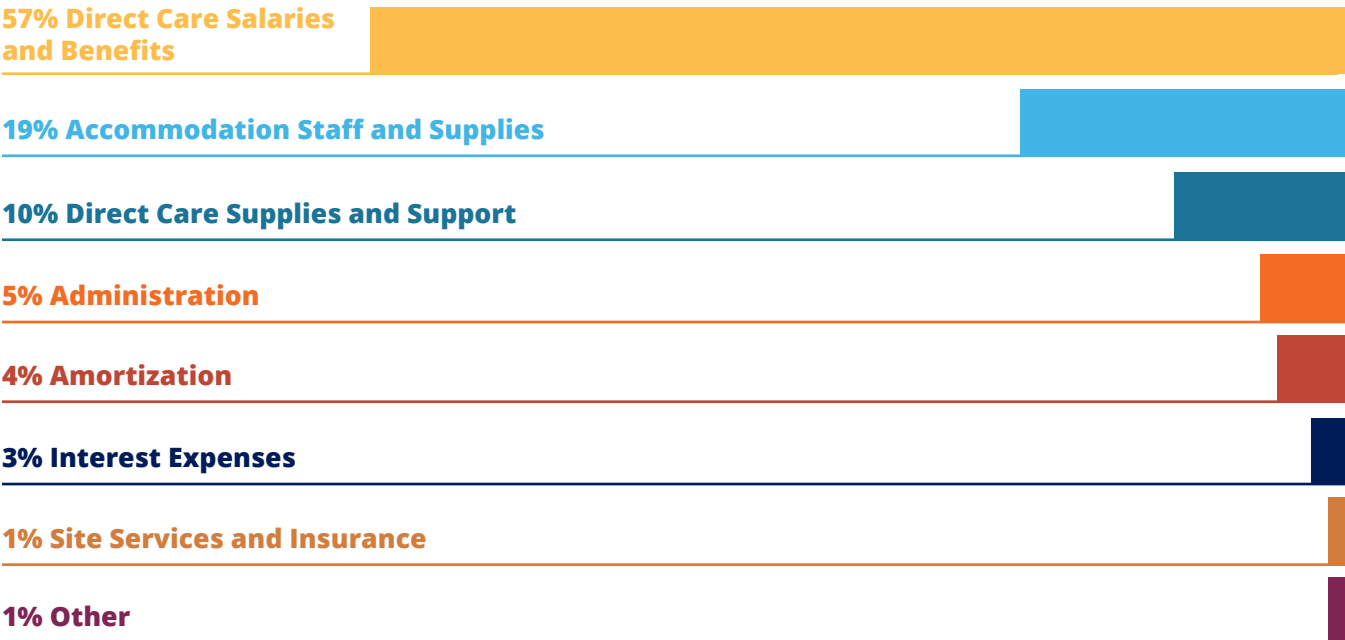 57% Direct Care Salaries
and Benefits
19% Accommodation Staff and Supplies
10% Direct Care Supplies and Support
5% Administration
4% Amortization
3% Interest Expenses
1% Site Services and Insurance
1% Other